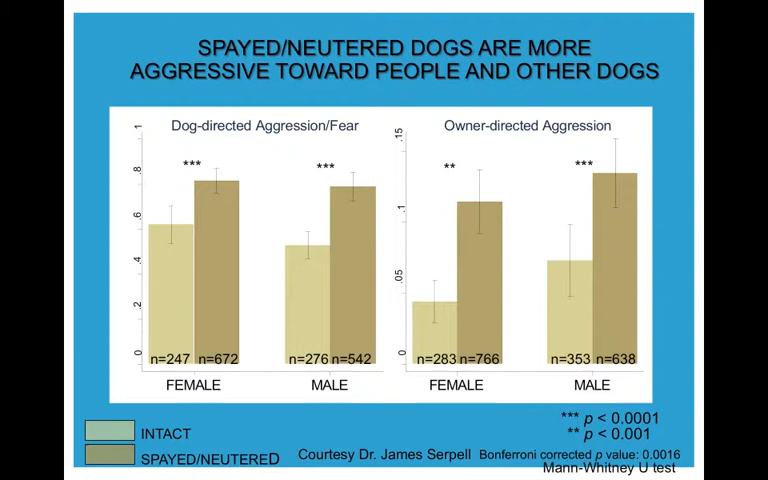 SPAYED/NEUTERED DOGS ARE MORE
AGGRESSIVE TOWARD PEOPLE AND OTHER DOGS
Dog-directed Aggression/Fear
Owner-directed Aggression
1
.8
.6
.4
.2
0
.15
.1
.05
0
***
***
**
***
n=247 n=672
n=276 n=542
n=283 n=766
n=353 n=638
FEMALE
MALE
FEMALE
MALE
INTACT
SPAYED/NEUTERED
*** p < 0.0001
** p < 0.001
Courtesy Dr. James Serpell
Bonferroni corrected p value: 0.0016
Mann-Whitney U test